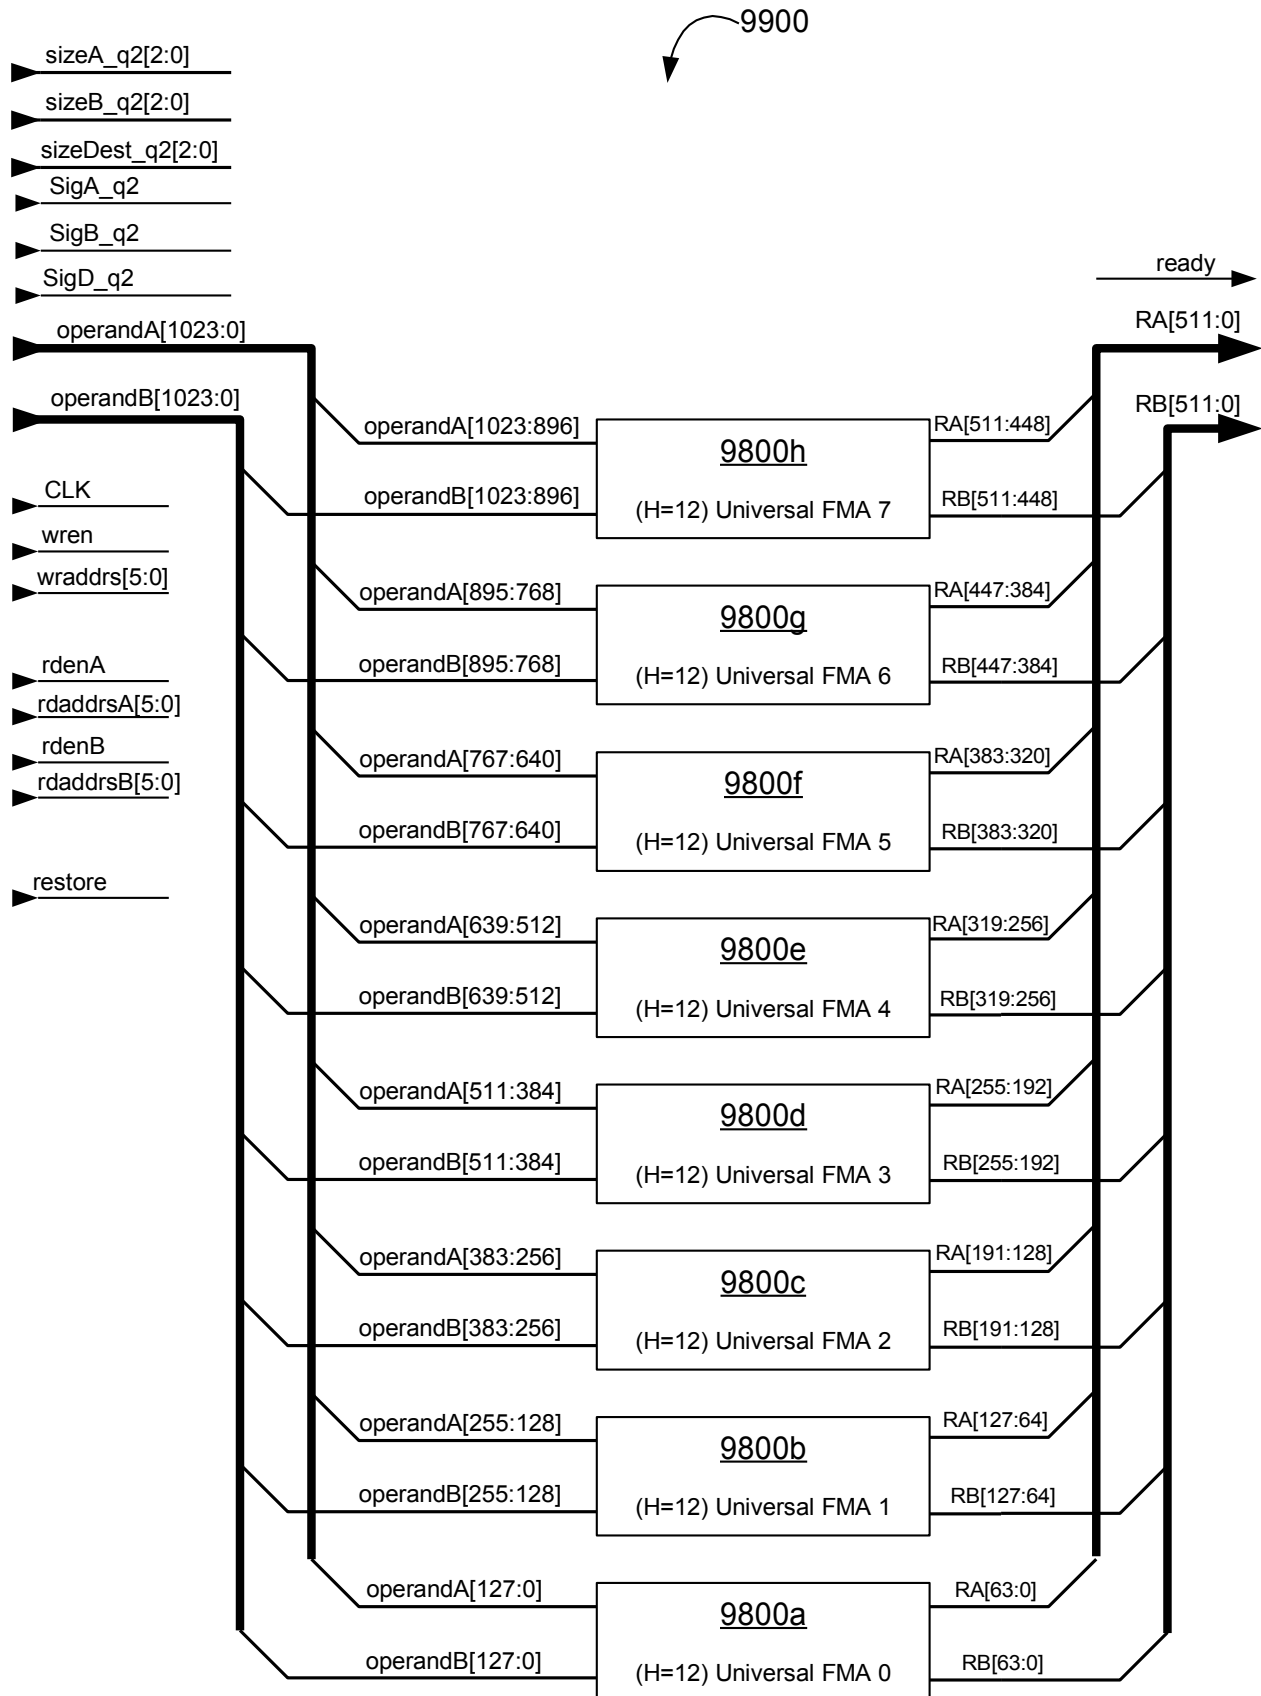 9900
sizeA_q2[2:0]
sizeB_q2[2:0]
sizeDest_q2[2:0]
SigA_q2
SigB_q2
SigD_q2
ready
operandA[1023:0]
RA[511:0]
operandB[1023:0]
RB[511:0]
operandA[1023:896]
RA[511:448]
9800h
operandB[1023:896]
RB[511:448]
(H=12) Universal FMA 7
CLK
wren
wraddrs[5:0]
operandA[895:768]
RA[447:384]
9800g
operandB[895:768]
RB[447:384]
(H=12) Universal FMA 6
rdenA
rdaddrsA[5:0]
rdenB
rdaddrsB[5:0]
operandA[767:640]
RA[383:320]
9800f
operandB[767:640]
RB[383:320]
(H=12) Universal FMA 5
restore
operandA[639:512]
RA[319:256]
9800e
operandB[639:512]
RB[319:256]
(H=12) Universal FMA 4
operandA[511:384]
RA[255:192]
9800d
operandB[511:384]
RB[255:192]
(H=12) Universal FMA 3
operandA[383:256]
RA[191:128]
9800c
operandB[383:256]
RB[191:128]
(H=12) Universal FMA 2
operandA[255:128]
RA[127:64]
9800b
operandB[255:128]
RB[127:64]
(H=12) Universal FMA 1
operandA[127:0]
RA[63:0]
9800a
operandB[127:0]
RB[63:0]
(H=12) Universal FMA 0